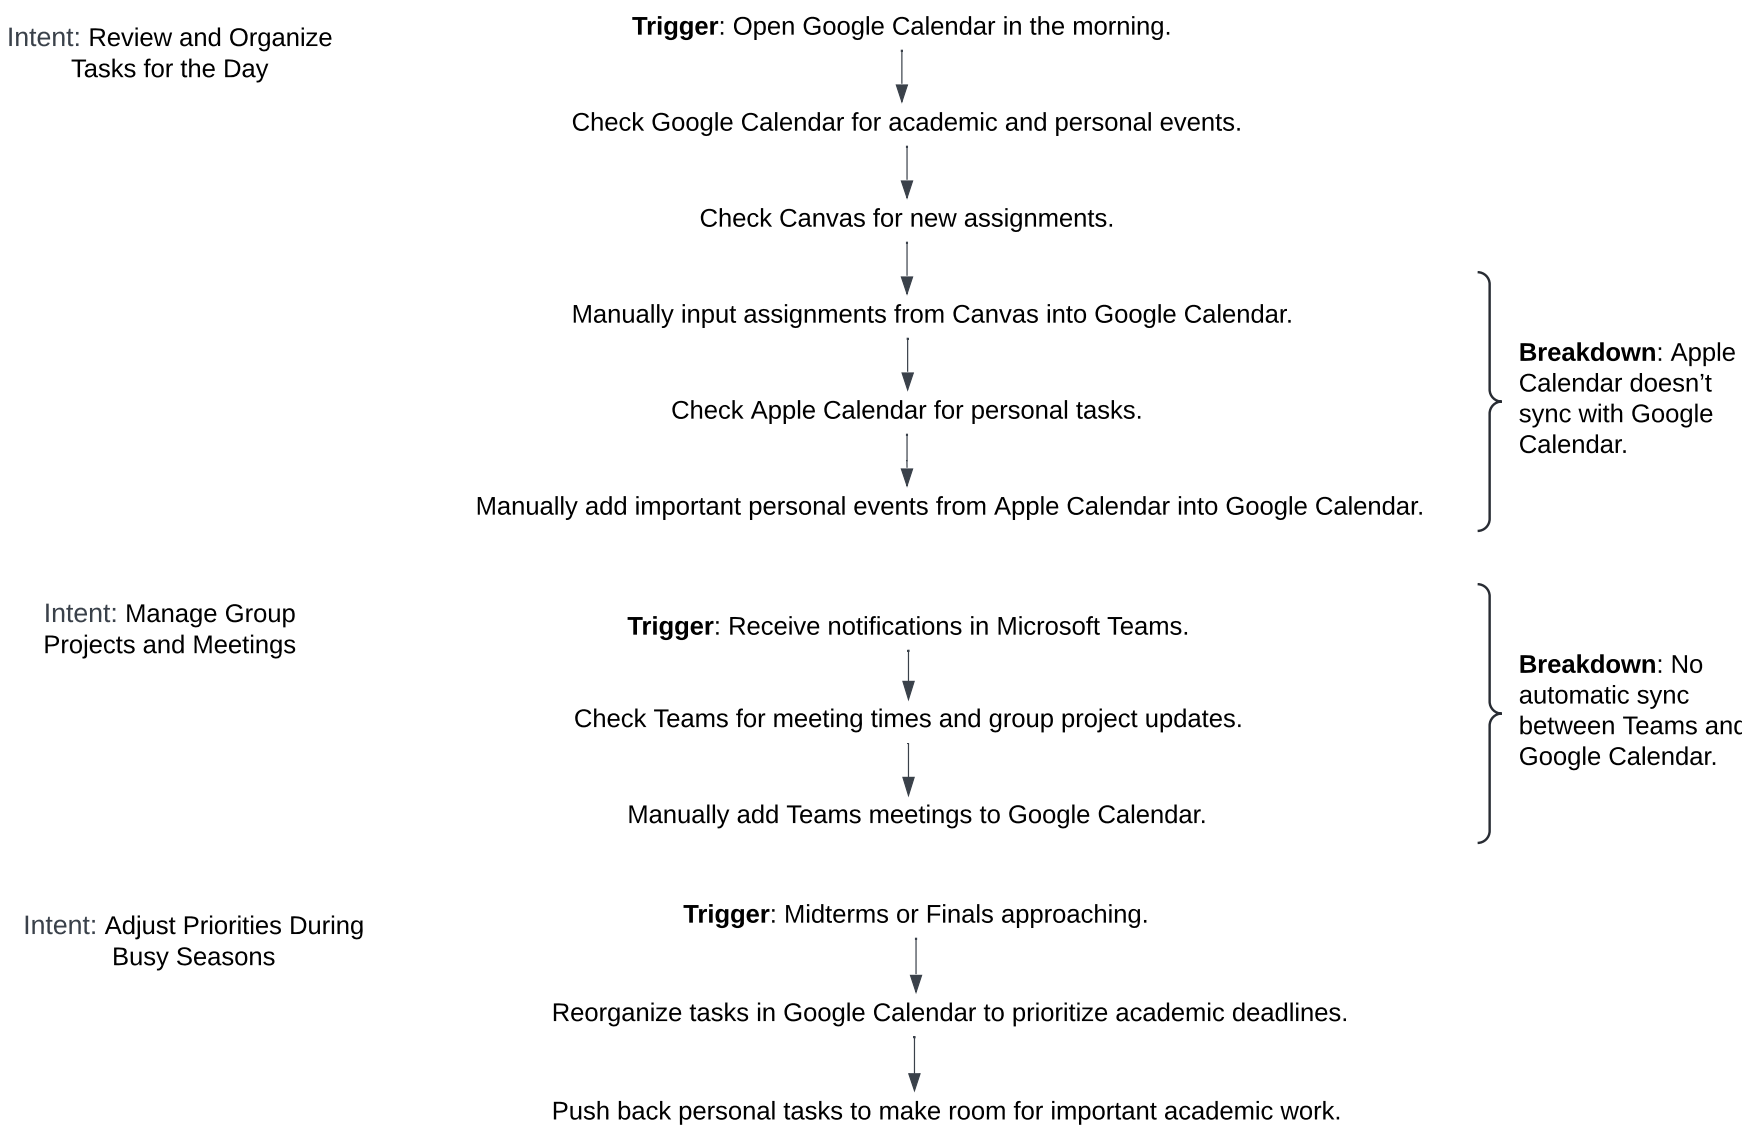 Intent: Review and Organize
Tasks for the Day
Trigger: Open Google Calendar in the morning.
Check Google Calendar for academic and personal events.
Check Canvas for new assignments.
Manually input assignments from Canvas into Google Calendar.
Check Apple Calendar for personal tasks.
Manually add important personal events from Apple Calendar into Google Calendar.
Breakdown: Apple
Calendar doesn’t
sync with Google
Calendar.
Intent: Manage Group
Projects and Meetings
Trigger: Receive notifications in Microsoft Teams.
Check Teams for meeting times and group project updates.
Manually add Teams meetings to Google Calendar.
Breakdown: No
automatic sync
between Teams and
Google Calendar.
Intent: Adjust Priorities During
Busy Seasons
Trigger: Midterms or Finals approaching.
Reorganize tasks in Google Calendar to prioritize academic deadlines.
Push back personal tasks to make room for important academic work.